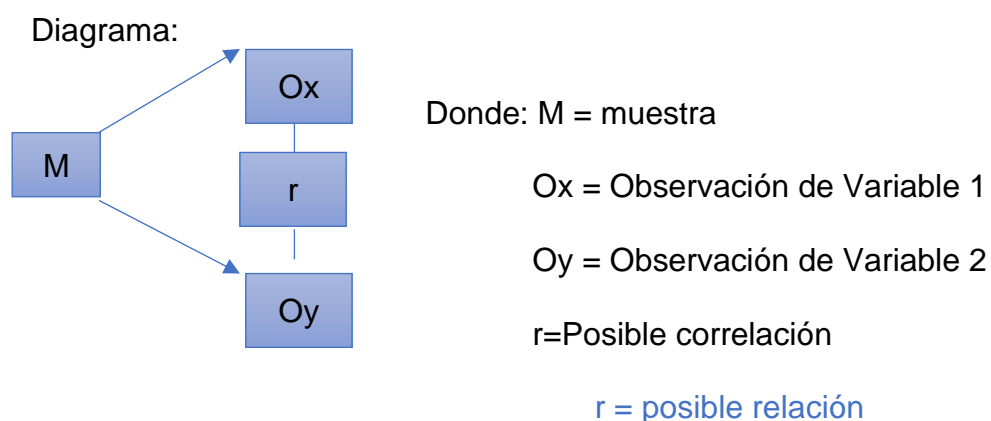 Diagrama:
Ox
Donde: M = muestra
M
r
Ox = Observación de Variable 1
Oy = Observación de Variable 2
Oy
r=Posible correlación
r = posible relación